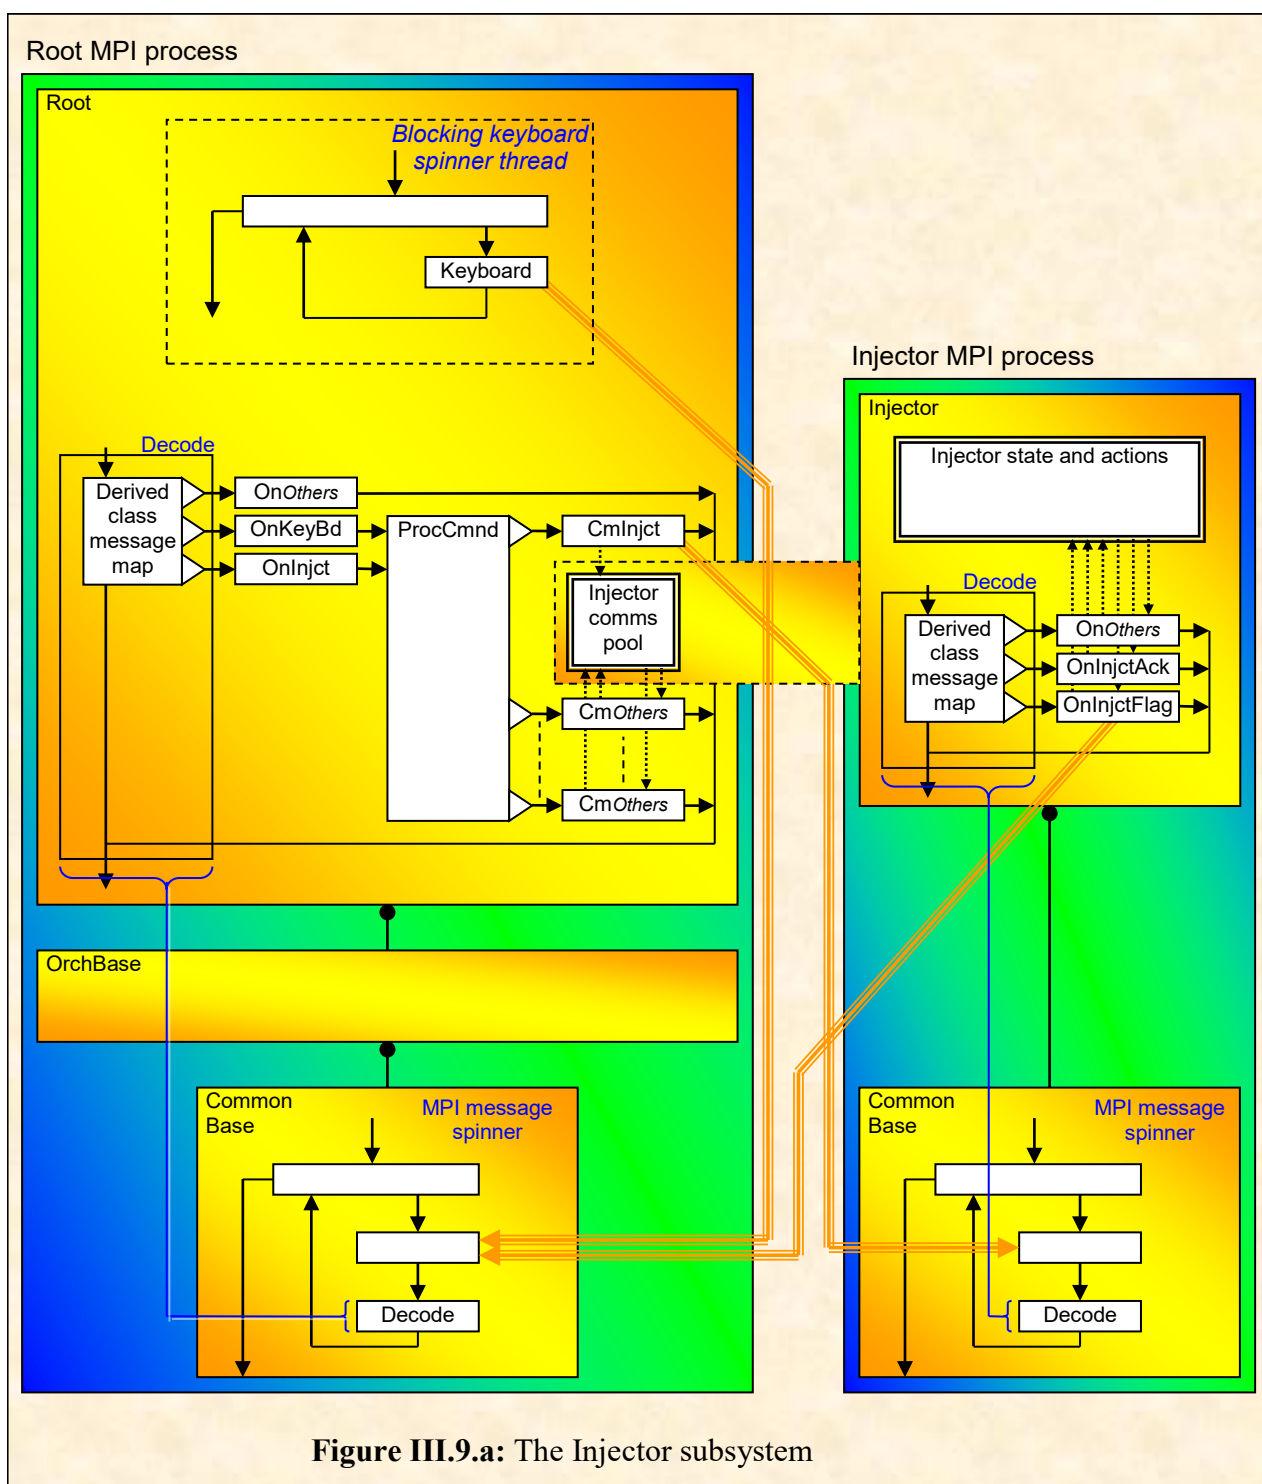 Root MPI process
Root
Blocking keyboard
spinner thread
Keyboard
Decode
Derived
class
message
map
OnOthers
OnKeyBd
OnInjct
ProcCmnd
CmInjct
Injector
comms
pool
CmOthers
CmOthers
OrchBase
Common
Base
MPI message
spinner
Decode
Injector MPI process
Injector
Injector state and actions
Decode
Derived
class
message
map
OnOthers
OnInjctAck
OnInjctFlag
Common
Base
MPI message
spinner
Decode
Figure III.9.a: The Injector subsystem